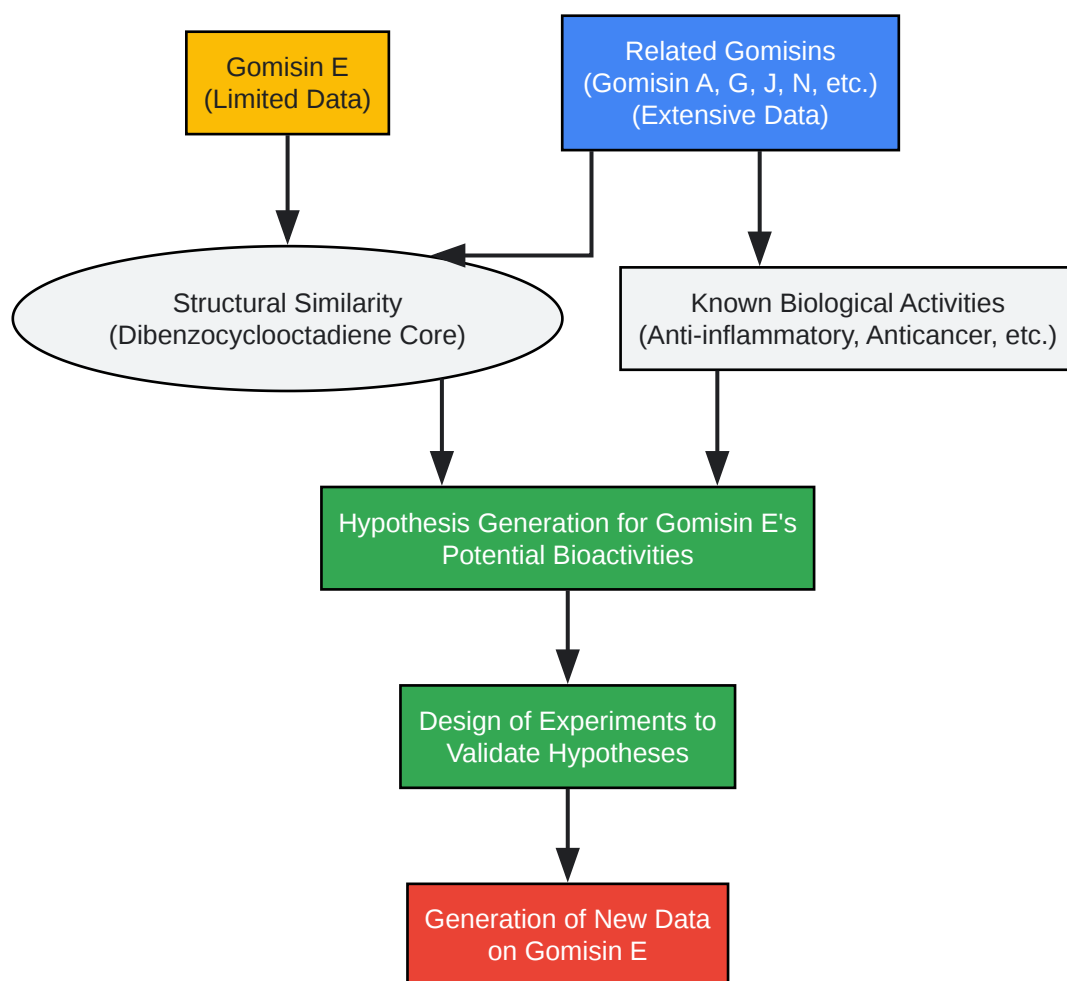 Gomisin E
(Limited Data)
Related Gomisins
(Gomisin A, G, J, N, etc.)
(Extensive Data)
Structural Similarity
(Dibenzocyclooctadiene Core)
Known Biological Activities
(Anti-inflammatory, Anticancer, etc.)
Hypothesis Generation for Gomisin E's
Potential Bioactivities
Design of Experiments to
Validate Hypotheses
Generation of New Data
on Gomisin E